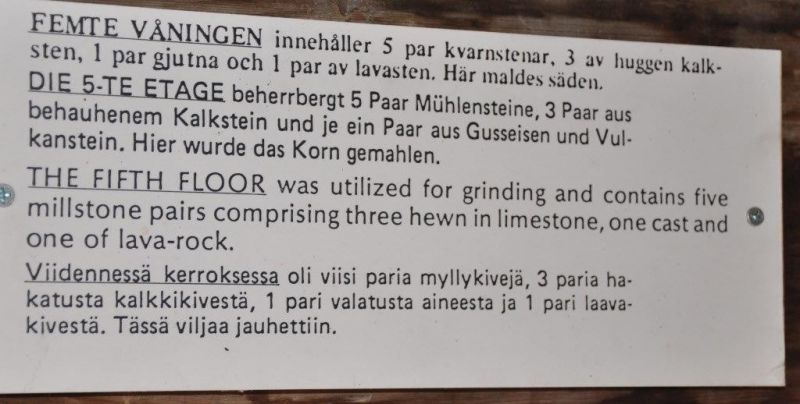 FEMTE VÅNINGEN innehåller 5 par kvarnstenar, 3 av huggen kalk-
sten, 1 par gjutna och 1 par av lavasten. Här maldes säden.
DIE 5-TE ETAGE beherrbergt 5 Paar Mühlensteine, 3 Paar aus
behauhenem Kalkstein und je ein Paar aus Gusseisen und Vul-
kanstein. Hier wurde das Korn gemahlen.
THE FIFTH FLOOR was utilized for grinding and contains five
millstone pairs comprising three hewn in limestone, one cast and
one of lava-rock.
Viidennessä kerroksessa oli viisi paria myllykivejä, 3 paria ha-
katusta kalkkikivestä, 1 pari valatusta aineesta ja 1 pari laava-
kivestä. Tässä viljaa jauhettiin.